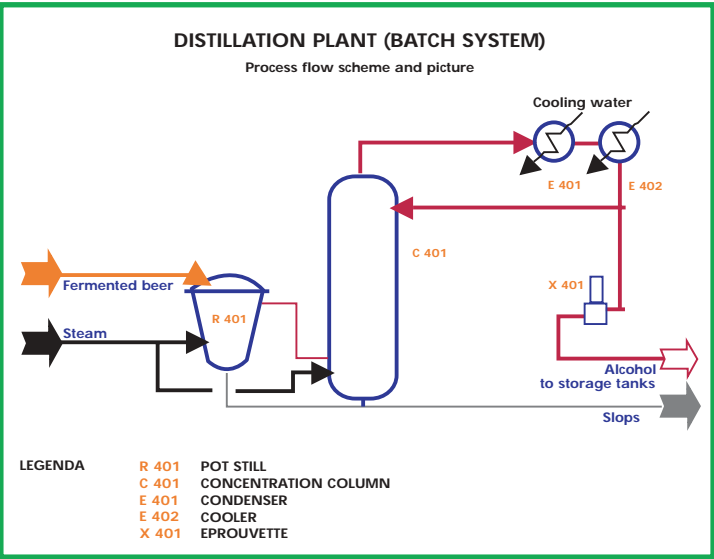 DISTILLATION PLANT (BATCH SYSTEM)
Process flow scheme and picture
Cooling water
E 401
E 402
C 401
Fermented beer
X 401
R 401
Steam
Alcohol
to storage tanks
Slops
LEGENDA
R 401 POT STILL
C 401 CONCENTRATION COLUMN
E 401 CONDENSER
E 402 COOLER
X 401 EPROUVETTE